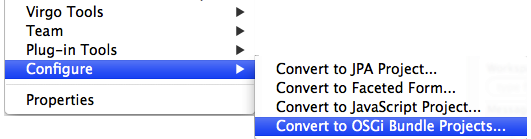 Virgo Tools
Team
Plug-in Tools
Configure
Properties
Convert to JPA Project...
Convert to Faceted Form...
Convert to JavaScript Project...
Convert to OSGi Bundle Projects...